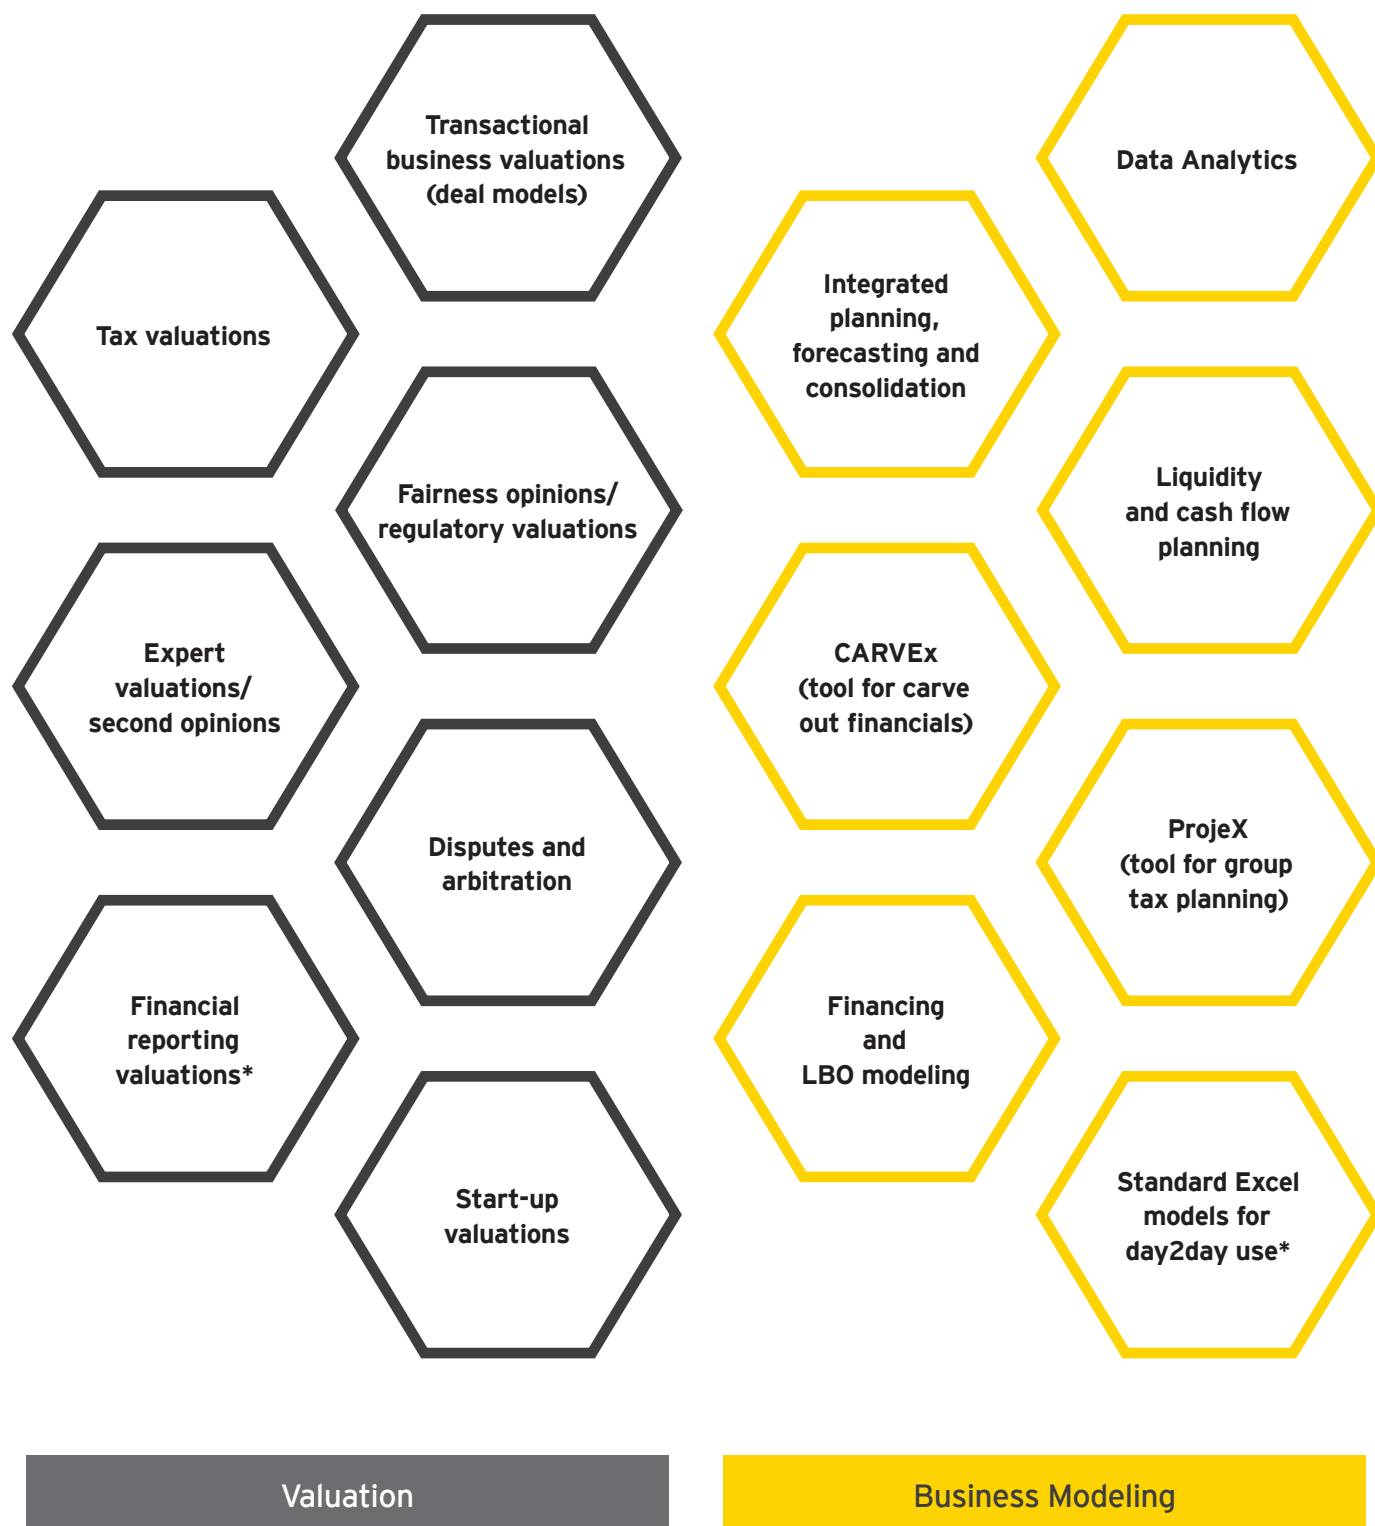 Transactional
business valuations
(deal models)
Tax valuations
Fairness opinions/
regulatory valuations
Expert
valuations/
second opinions
Disputes and
arbitration
Financial
reporting
valuations*
Start-up
valuations
Valuation
Data Analytics
Integrated
planning,
forecasting and
consolidation
Liquidity
and cash flow
planning
CARVEx
(tool for carve
out financials)
ProjeX
(tool for group
tax planning)
Financing
and
LBO modeling
Standard Excel
models for
day2day use*
Business Modeling